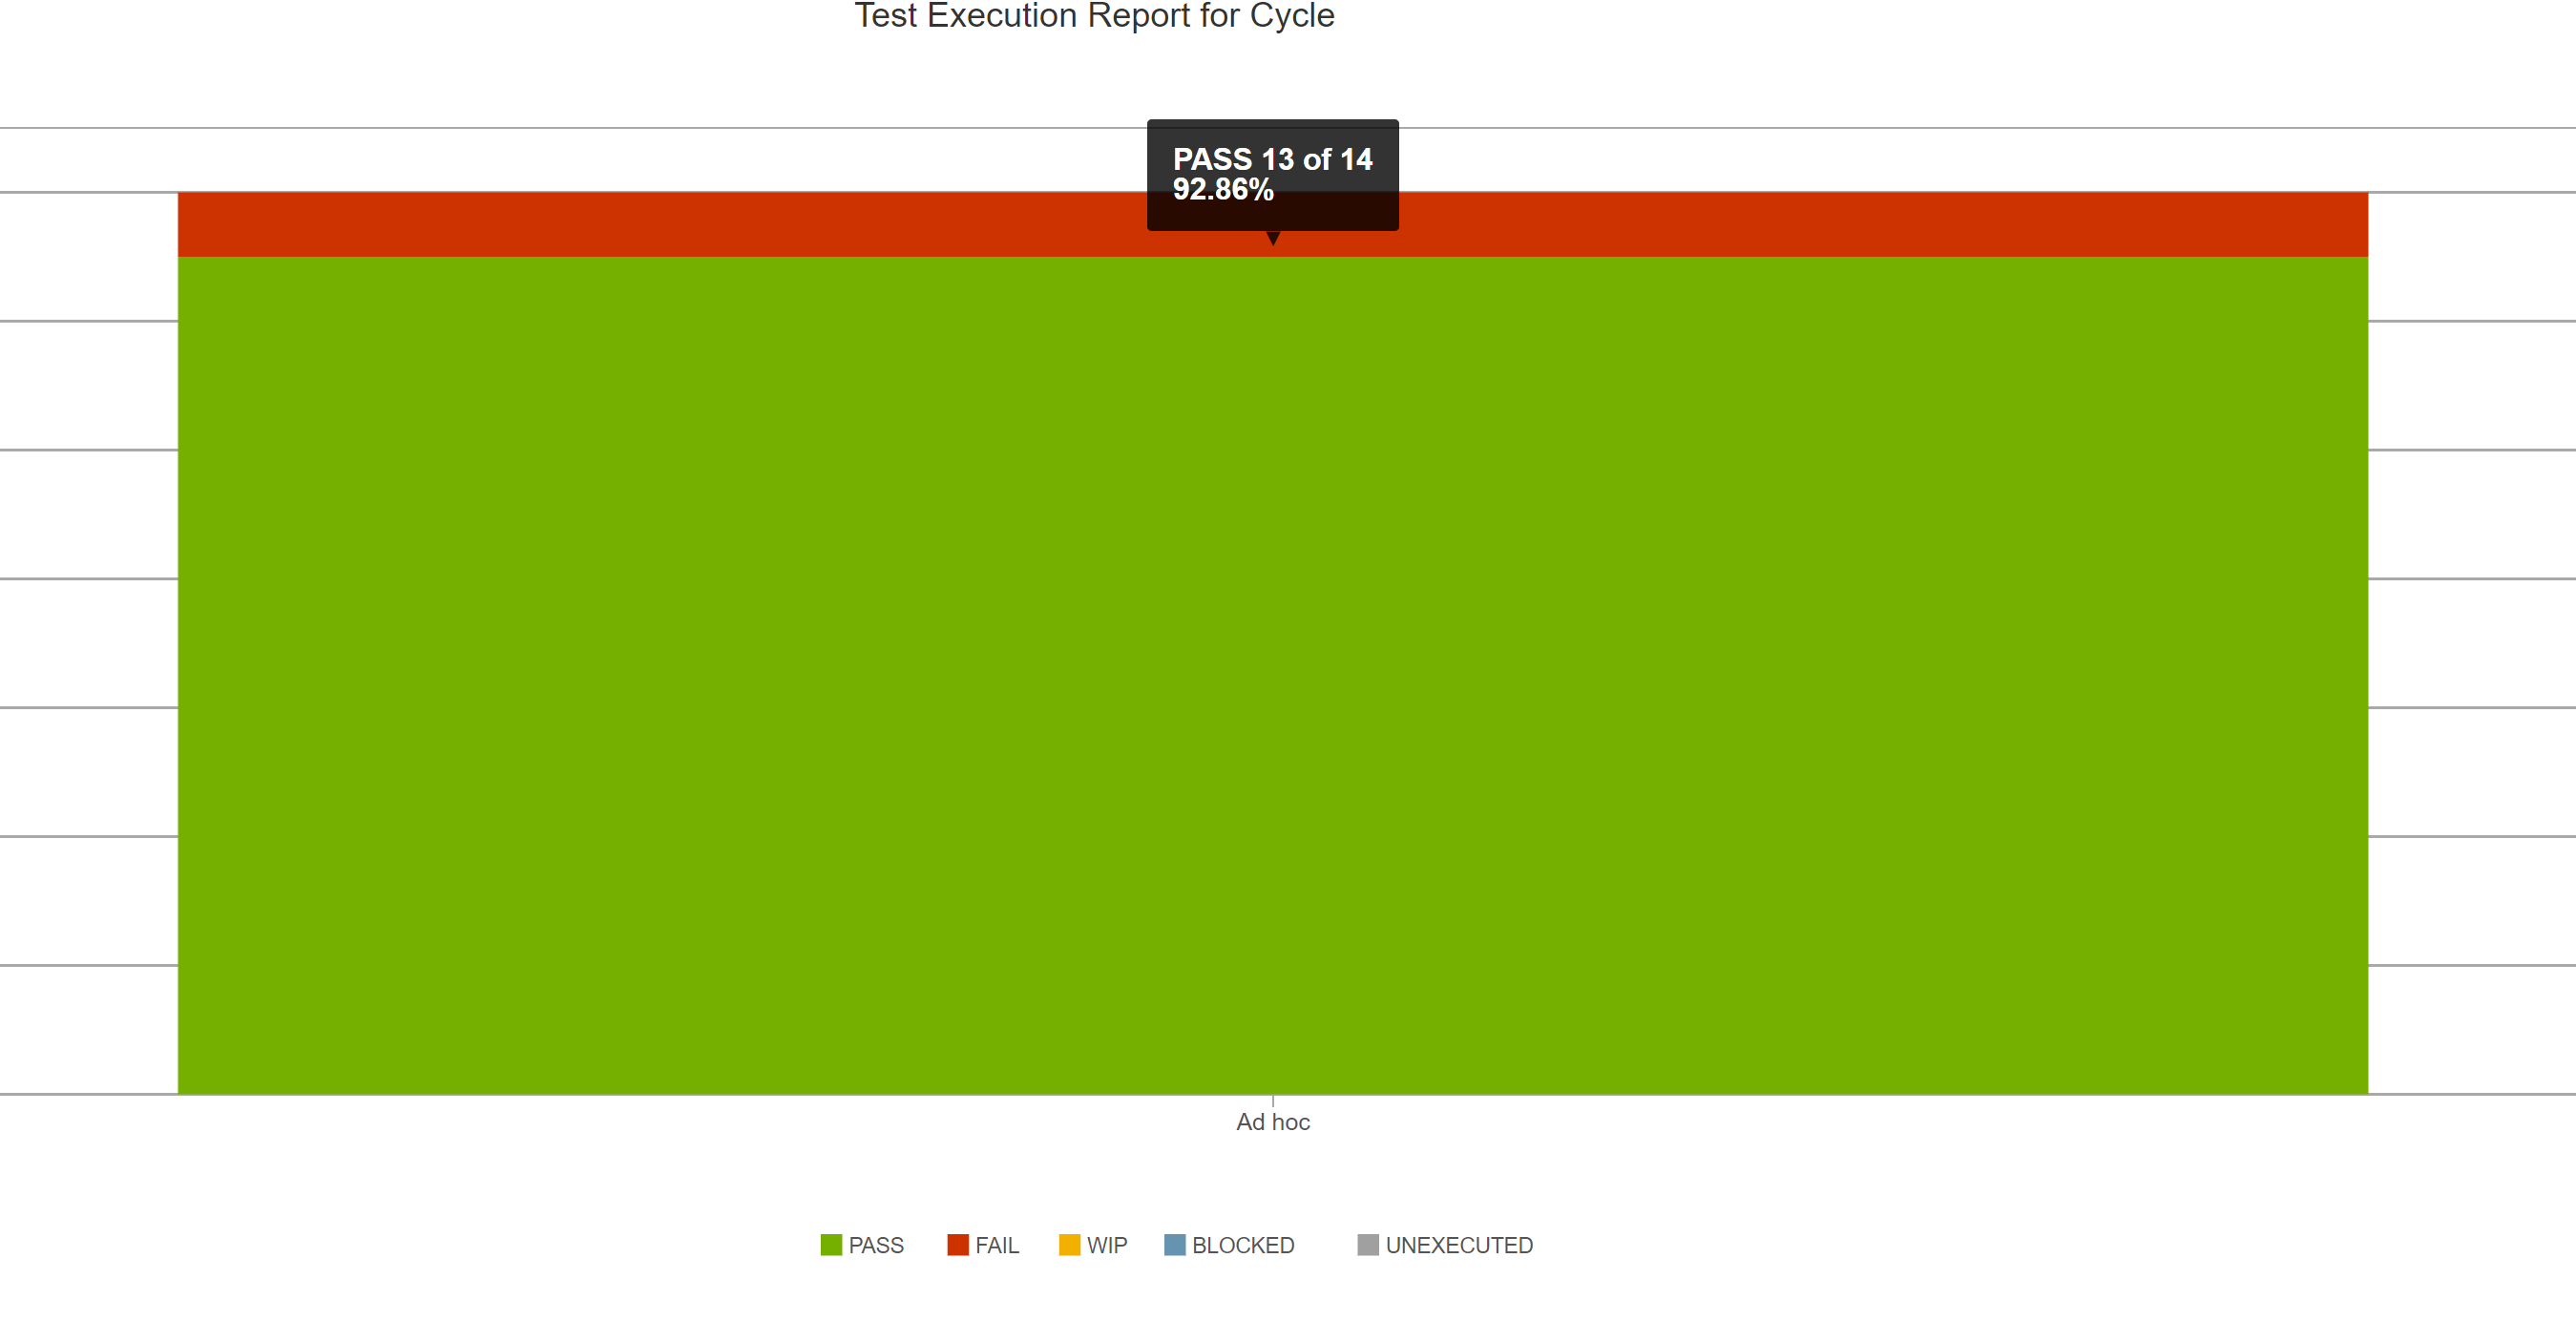 Test Execution Report for Cycle
PASS 13 of 14
92.86%
Ad hoc
PASS FAIL WIP BLOCKED UNEXECUTED